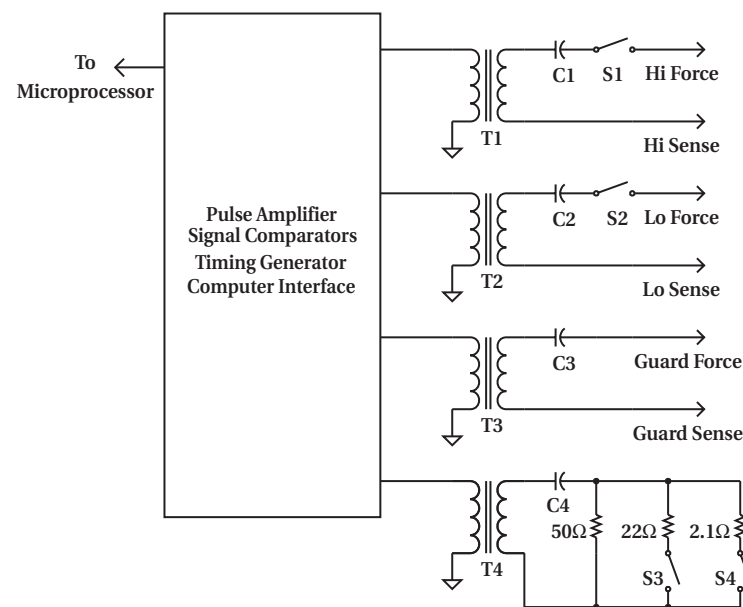 To
Microprocessor
Pulse Amplifier
Signal Comparators
Timing Generator
Computer Interface
T1
C1
S1
Hi Force
Hi Sense
T2
C2
S2
Lo Force
Lo Sense
T3
C3
Guard Force
Guard Sense
T4
C4
50Ω
22Ω
2.1Ω
S3
S4